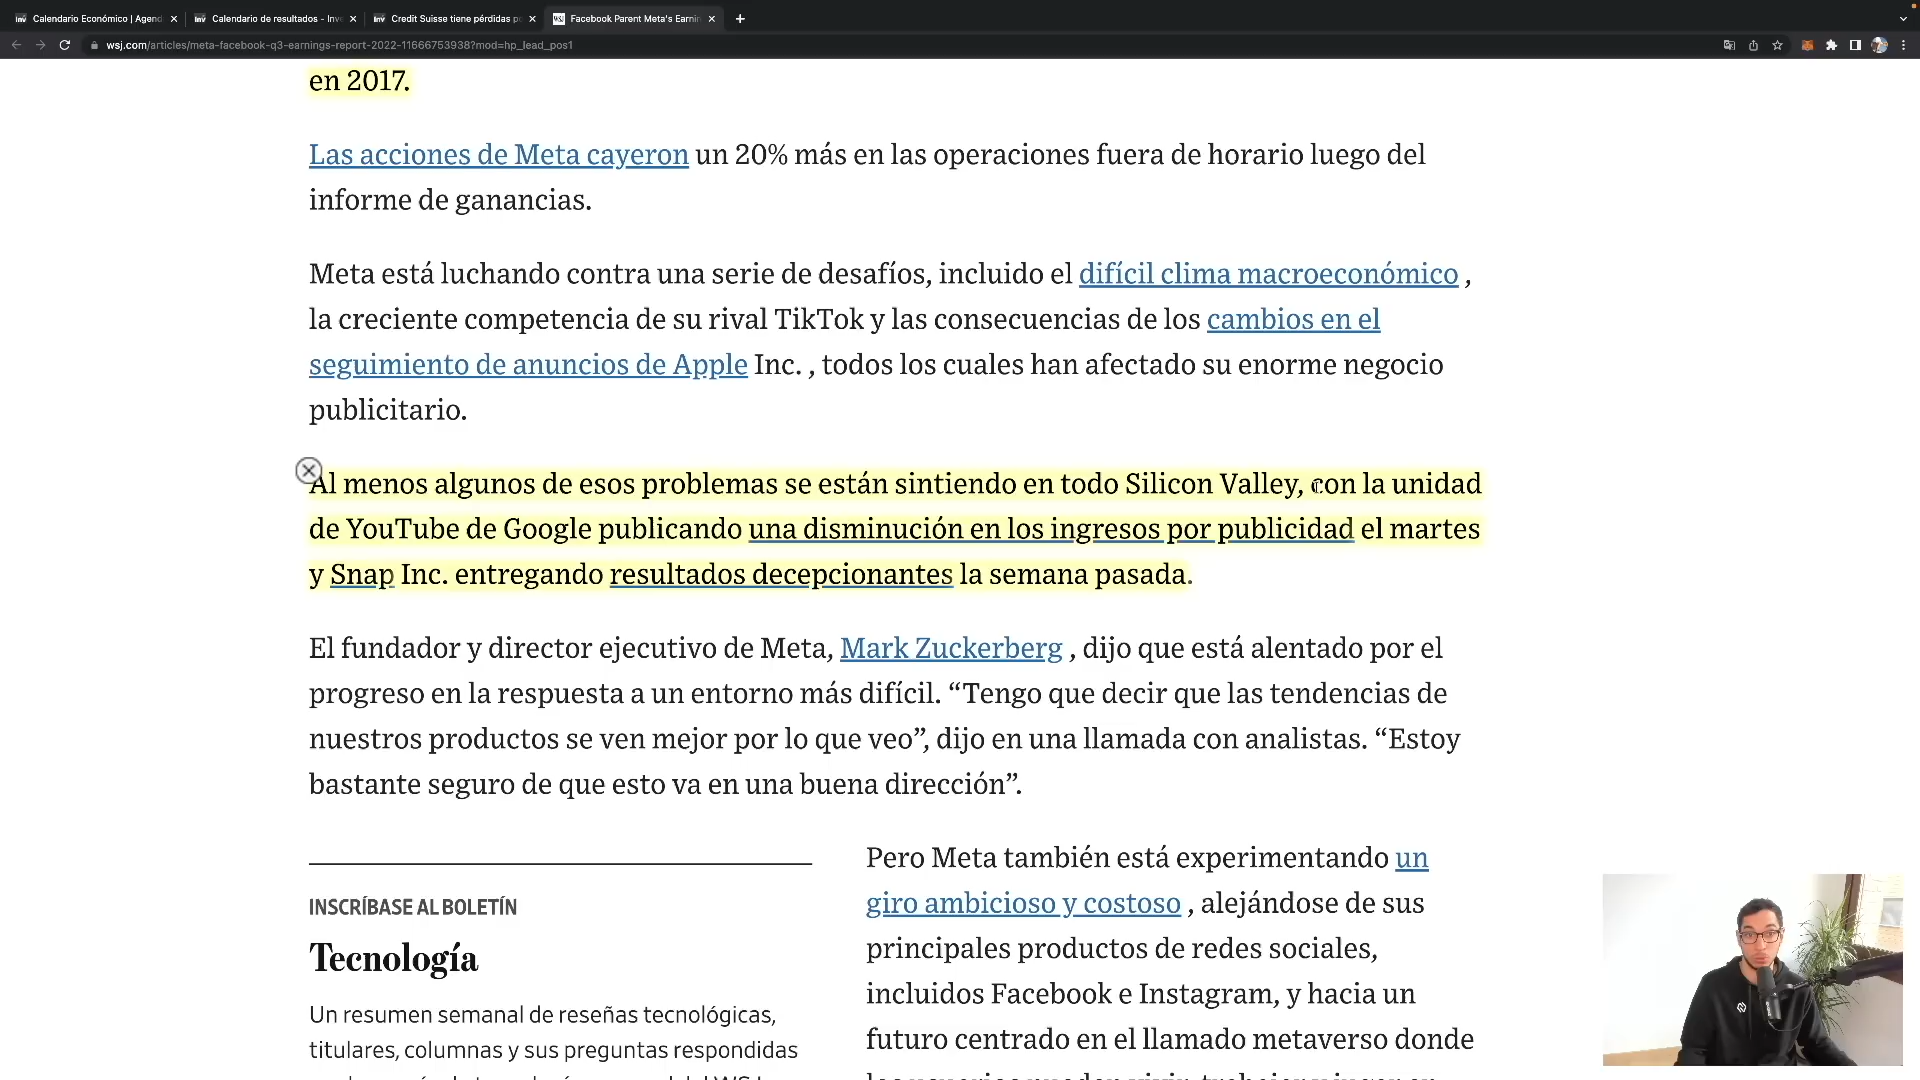 Calendario Económico | Agend
Calendario de resultados - Inve
Credit Suisse tiene pérdidas po
Facebook Parent Meta's Earnin
wsj.com/articles/meta-facebook-q3-earnings-report-2022-11666753938?mod=hp_lead_pos1
en 2017.
Las acciones de Meta cayeron un 20% más en las operaciones fuera de horario luego del
informe de ganancias.
Meta está luchando contra una serie de desafíos, incluido el difícil clima macroeconómico ,
la creciente competencia de su rival TikTok y las consecuencias de los cambios en el
seguimiento de anuncios de Apple Inc. , todos los cuales han afectado su enorme negocio
publicitario.
Al menos algunos de esos problemas se están sintiendo en todo Silicon Valley, con la unidad
de YouTube de Google publicando una disminución en los ingresos por publicidad el martes
y Snap Inc. entregando resultados decepcionantes la semana pasada.
El fundador y director ejecutivo de Meta, Mark Zuckerberg , dijo que está alentado por el
progreso en la respuesta a un entorno más difícil. “Tengo que decir que las tendencias de
nuestros productos se ven mejor por lo que veo”, dijo en una llamada con analistas. “Estoy
bastante seguro de que esto va en una buena dirección”.
INSCRÍBASE AL BOLETÍN
Tecnología
Un resumen semanal de reseñas tecnológicas,
titulares, columnas y sus preguntas respondidas
Pero Meta también está experimentando un
giro ambicioso y costoso , alejándose de sus
principales productos de redes sociales,
incluidos Facebook e Instagram, y hacia un
futuro centrado en el llamado metaverso donde